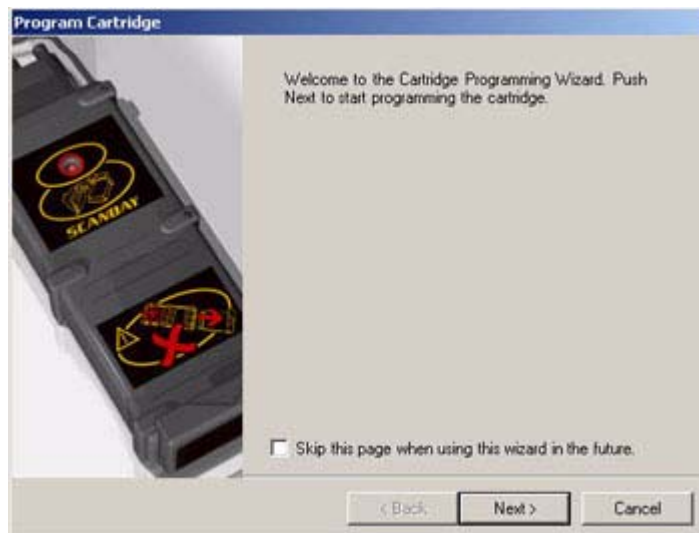 Program Cartridge
Welcome to the Cartridge Programming Wizard. Push
Next to start programming the cartridge.
SCANBAY
Skip this page when using this wizard in the future.
< Back
Next >
Cancel